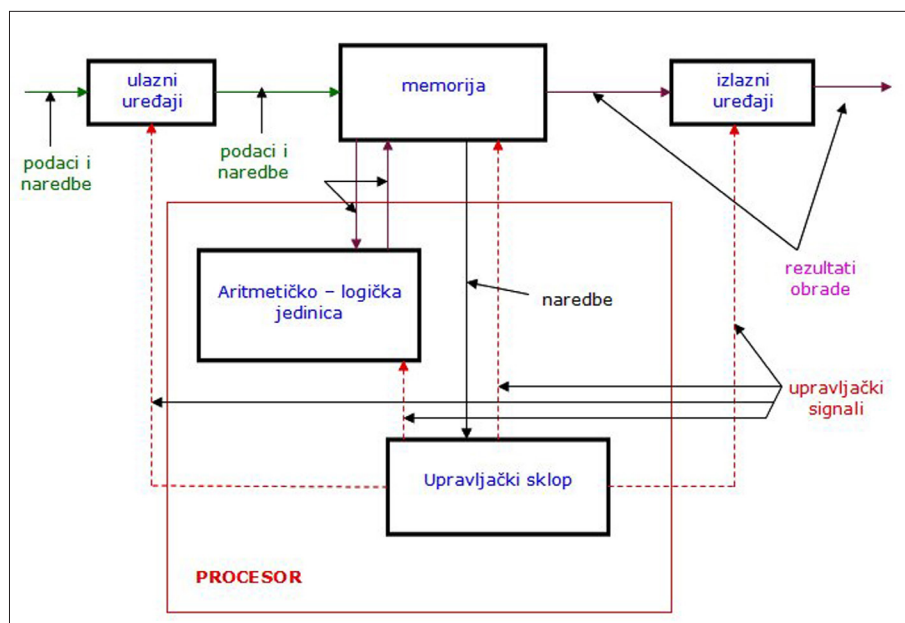 ulazni
uređaji
memorija
izlazni
uređaji
podaci i
naredbe
podaci i
naredbe
Aritmetičko – logička
jedinica
naredbe
rezultati
obrade
upravljački
signali
Upravljački sklop
PROCESOR